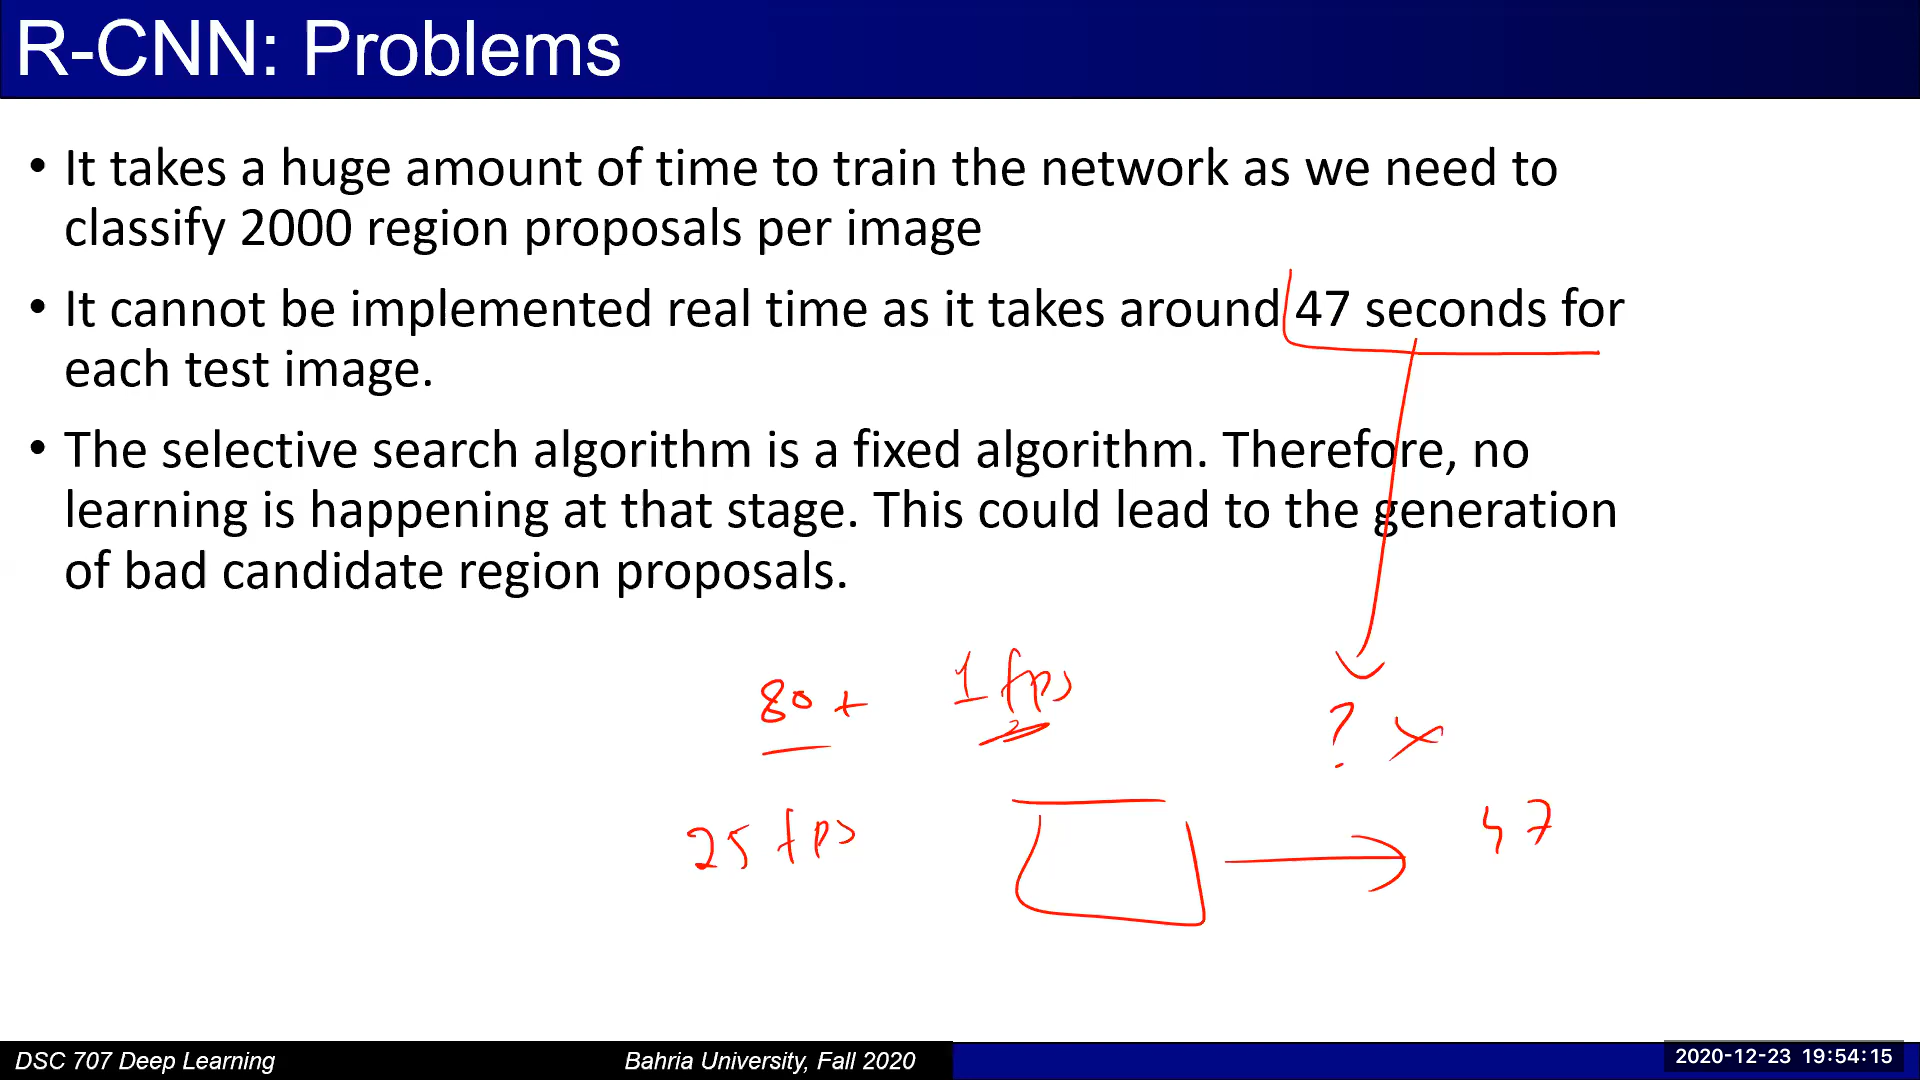 R-CNN: Problems
• It takes a huge amount of time to train the network as we need to
classify 2000 region proposals per image
• It cannot be implemented real time as it takes around 47 seconds for
each test image.
• The selective search algorithm is a fixed algorithm. Therefore, no
learning is happening at that stage. This could lead to the generation
of bad candidate region proposals.
80 + 1 fps
? x
25 fps 47
DSC 707 Deep Learning Bahria University, Fall 2020 2020-12-23 19:54:15